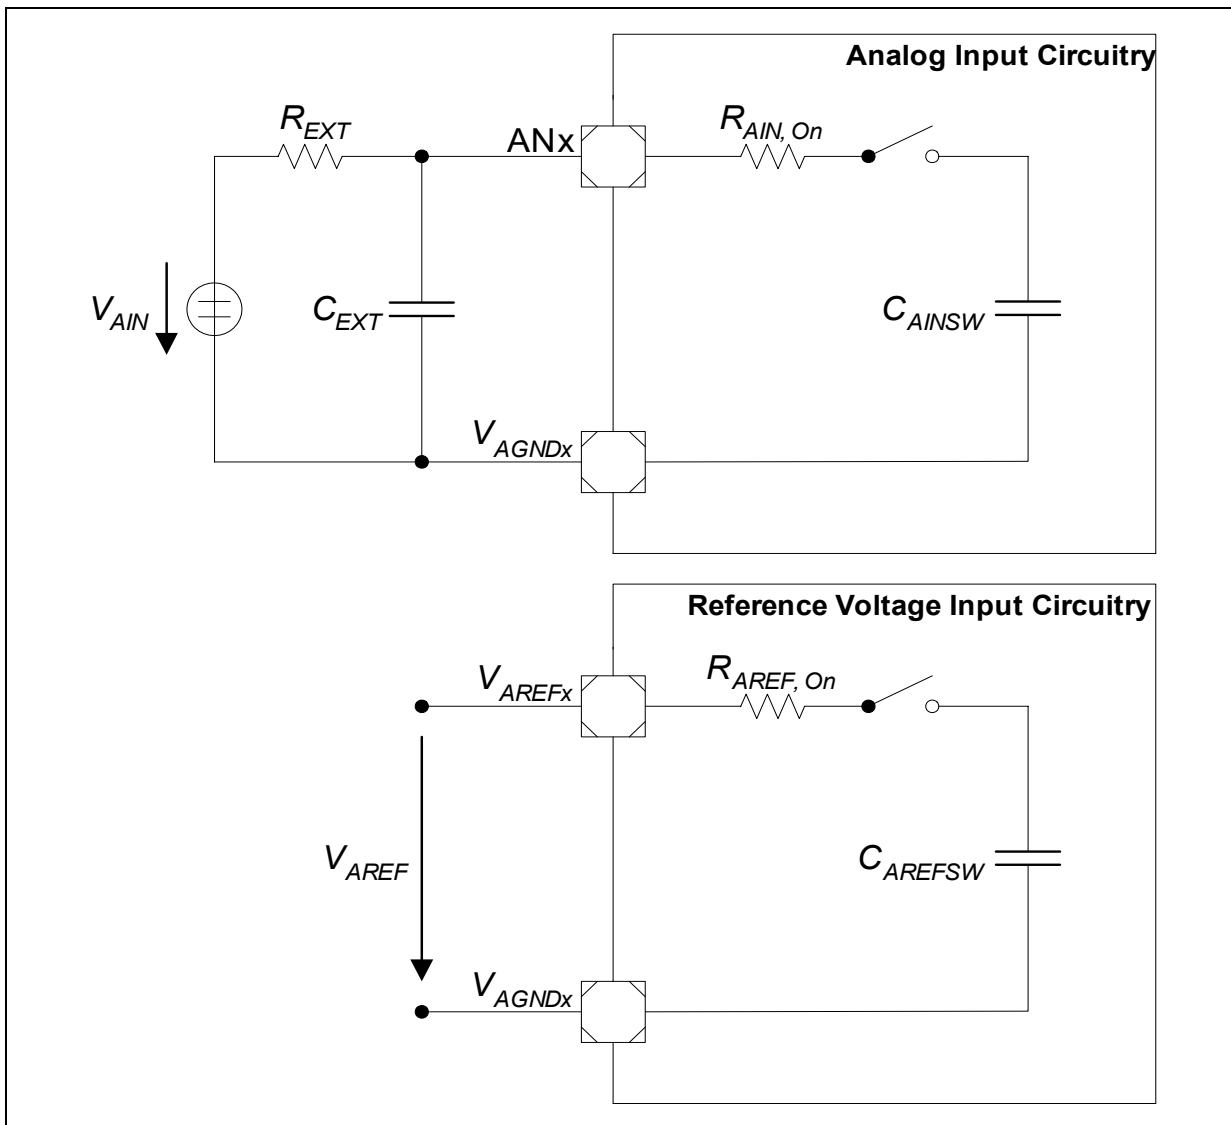 Analog Input Circuitry
R_EXT
ANx
R_AIN, On
V_AIN
C_EXT
C_AINSW
V_AGNDx
Reference Voltage Input Circuitry
V_AREFx
R_AREF, On
V_AREF
C_AREFSW
V_AGNDx